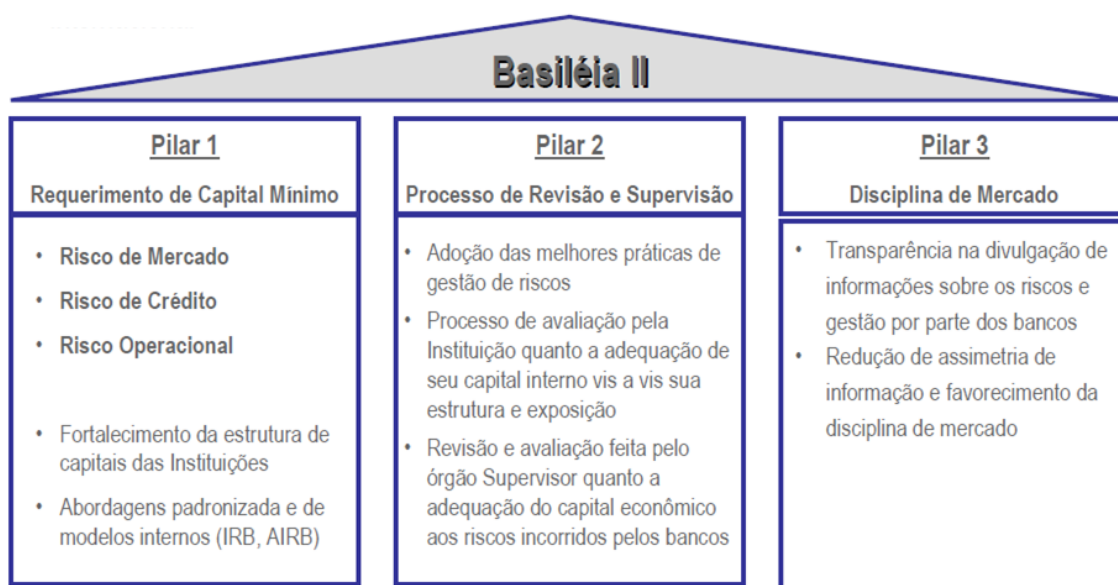 Basiléia II
Pilar 1
Requerimento de Capital Mínimo
• Risco de Mercado
• Risco de Crédito
• Risco Operacional
• Fortalecimento da estrutura de
capitais das Instituições
• Abordagens padronizada e de
modelos internos (IRB, AIRB)
Pilar 2
Processo de Revisão e Supervisão
• Adoção das melhores práticas de
gestão de riscos
• Processo de avaliação pela
Instituição quanto a adequação de
seu capital interno vis a vis sua
estrutura e exposição
• Revisão e avaliação feita pelo
órgão Supervisor quanto a
adequação do capital econômico
aos riscos incorridos pelos bancos
Pilar 3
Disciplina de Mercado
• Transparência na divulgação de
informações sobre os riscos e
gestão por parte dos bancos
• Redução de assimetria de
informação e favorecimento da
disciplina de mercado